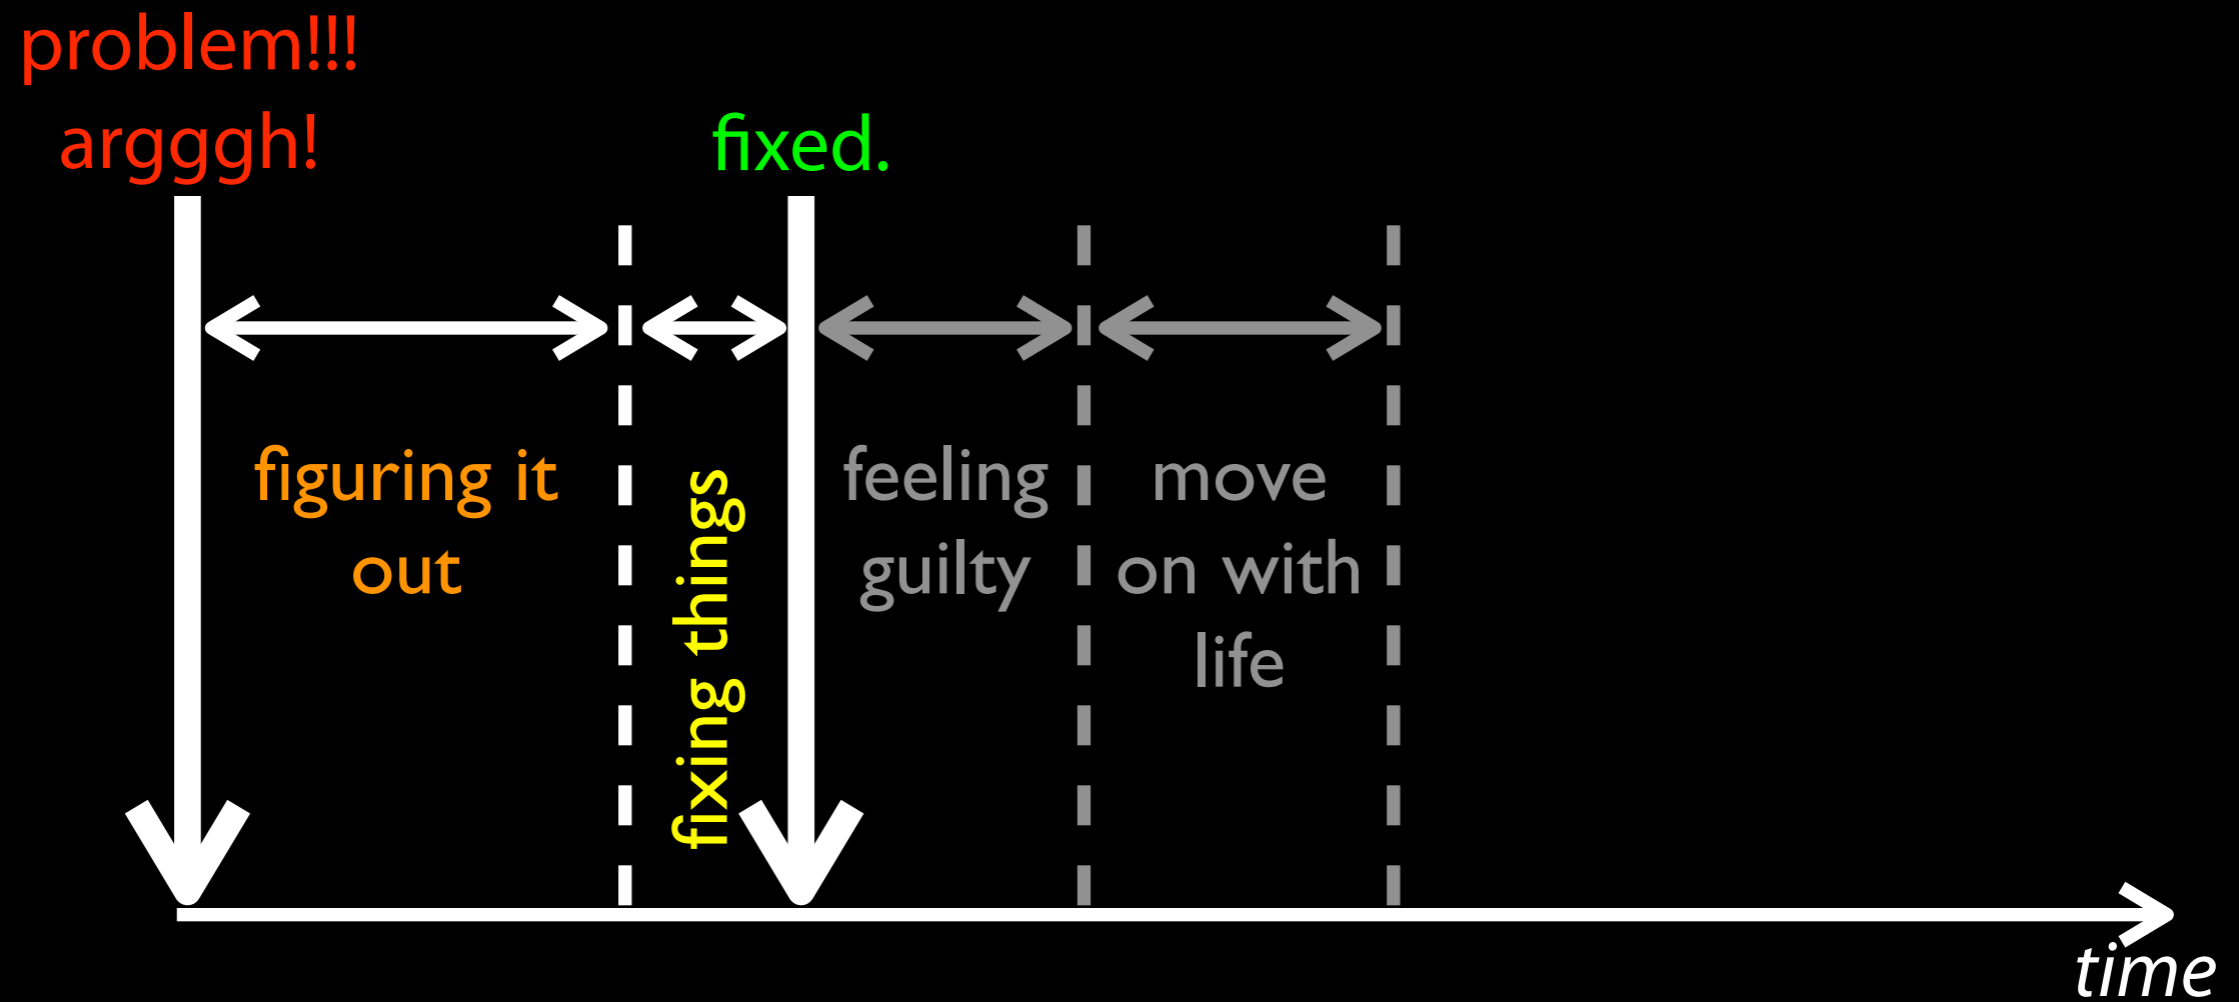 problem!!!
argggh!
fixed.
figuring it
out
fixing things
feeling
guilty
move
on with
life
time